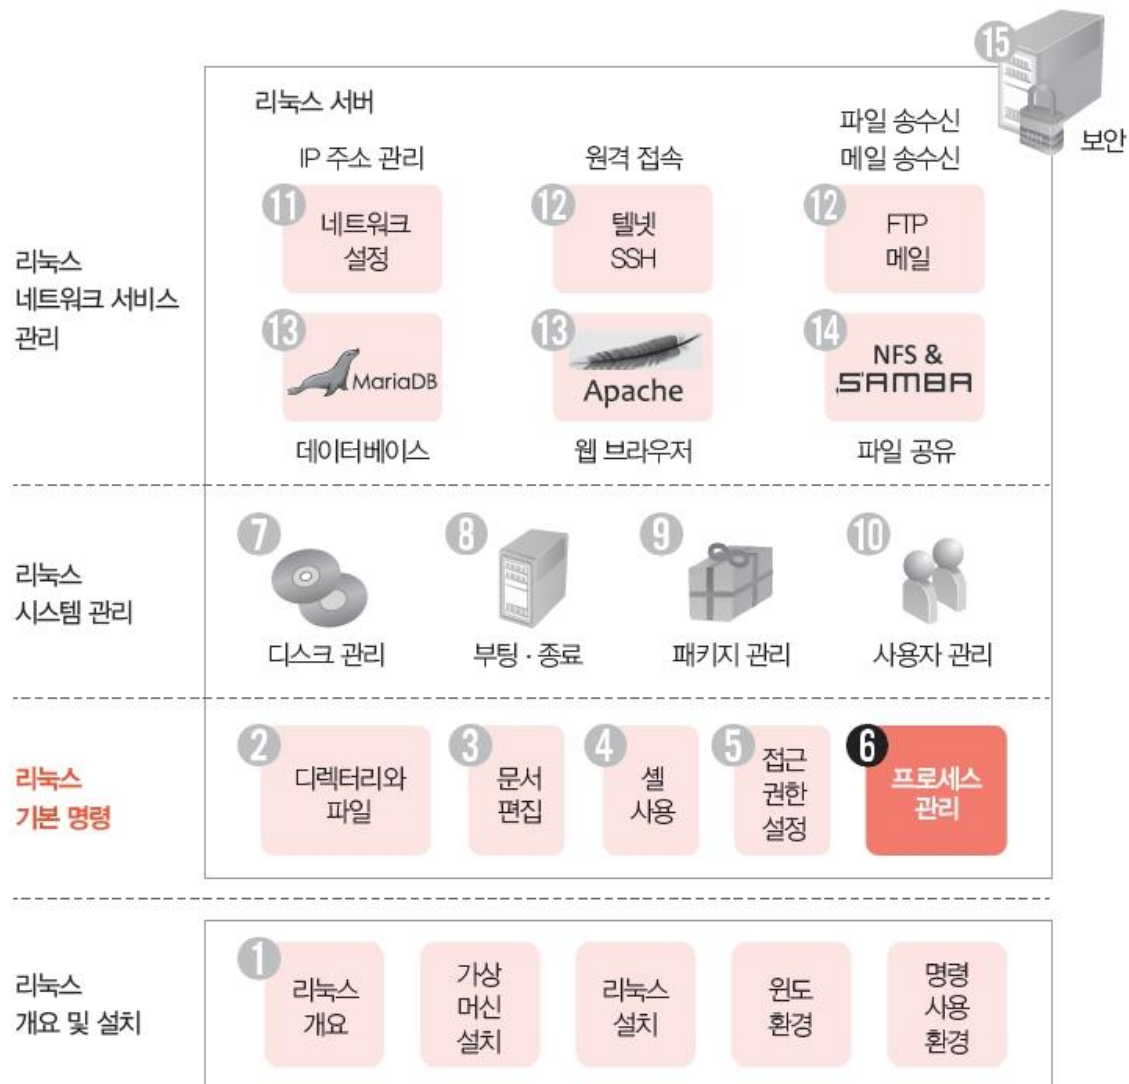 15
보안
리눅스 서버
파일 송수신
IP 주소 관리
원격 접속
메일 송수신
리눅스
네트워크 서비스
관리
11
네트워크
설정
12
텔넷
SSH
12
FTP
메일
13
MariaDB
13
Apache
14
NFS &
SAMBA
데이터베이스
웹 브라우저
파일 공유
리눅스
시스템 관리
7
디스크 관리
8
부팅 · 종료
9
패키지 관리
10
사용자 관리
리눅스
기본 명령
2
디렉터리와
파일
3
문서
편집
4
셸
사용
5
접근
권한
설정
6
프로세스
관리
리눅스
개요 및 설치
1
리눅스
개요
가상
머신
설치
리눅스
설치
윈도
환경
명령
사용
환경